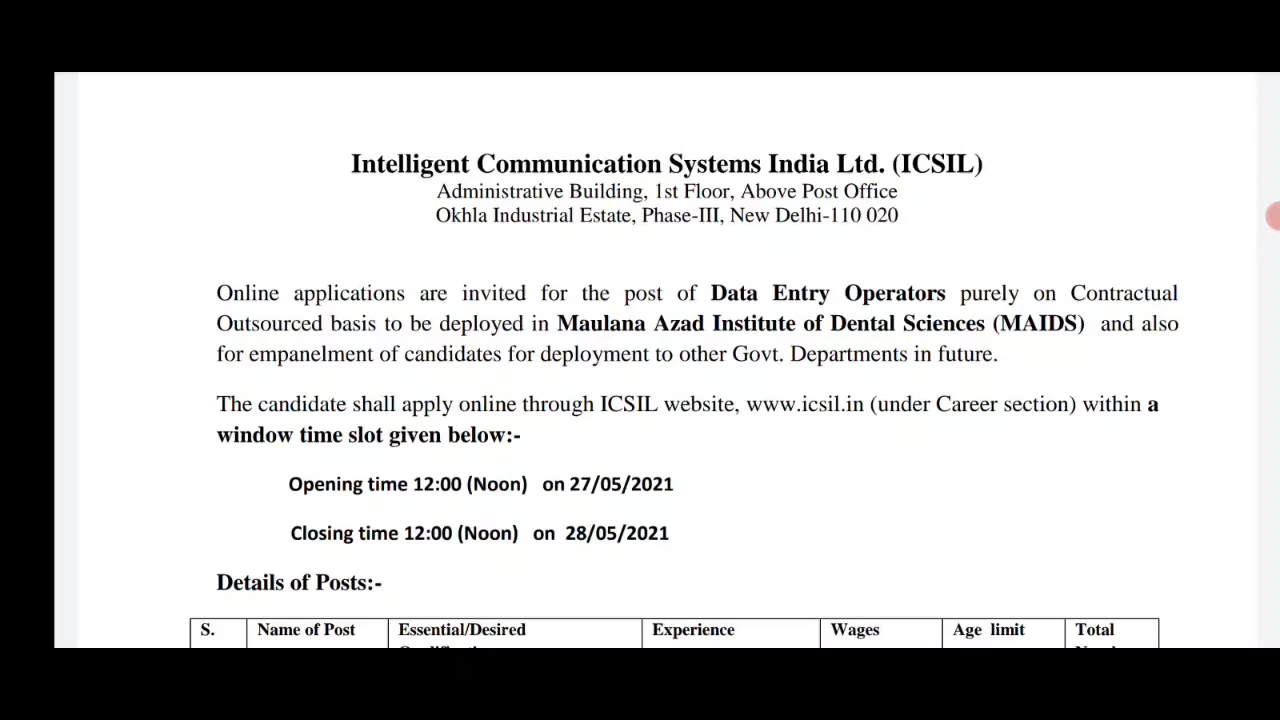 Intelligent Communication Systems India Ltd. (ICSIL)
Administrative Building, 1st Floor, Above Post Office
Okhla Industrial Estate, Phase-III, New Delhi-110 020
Online applications are invited for the post of Data Entry Operators purely on Contractual
Outsourced basis to be deployed in Maulana Azad Institute of Dental Sciences (MAIDS) and also
for empanelment of candidates for deployment to other Govt. Departments in future.
The candidate shall apply online through ICSIL website, www.icsil.in (under Career section) within a
window time slot given below:-
Opening time 12:00 (Noon) on 27/05/2021
Closing time 12:00 (Noon) on 28/05/2021
Details of Posts:-
S. Name of Post Essential/Desired Experience Wages Age limit Total